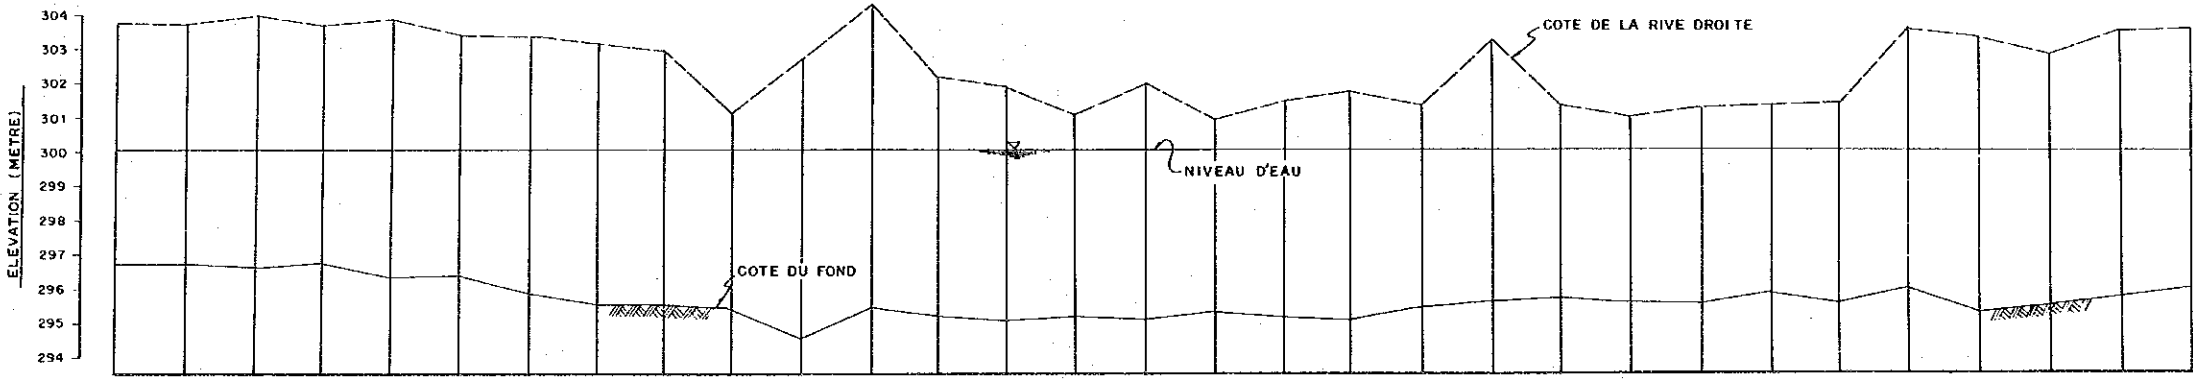 304
303
302
301
300
299
298
297
296
295
294
ELEVATION (METRE)
COTE DE LA RIVE DROITE
NIVEAU D'EAU
COTE DU FOND